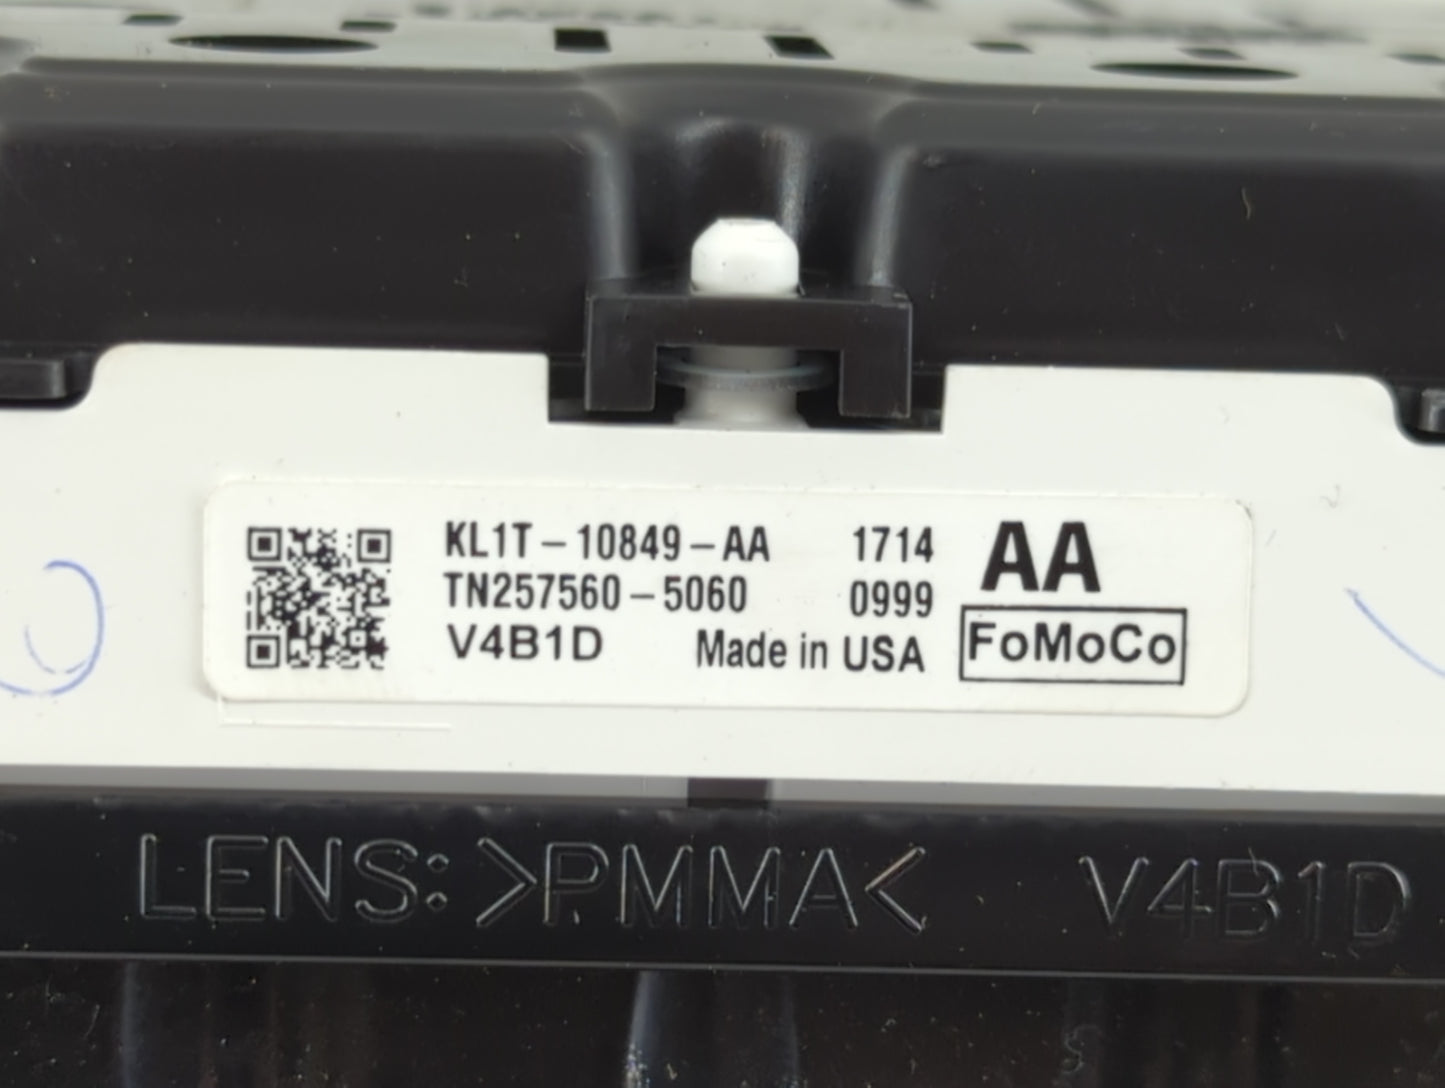 KL1T-10849-AA 1714 AA
TN257560-5060 0999
V4B1D Made in USA FoMoCo
LENS: >PMMA< V4B1D